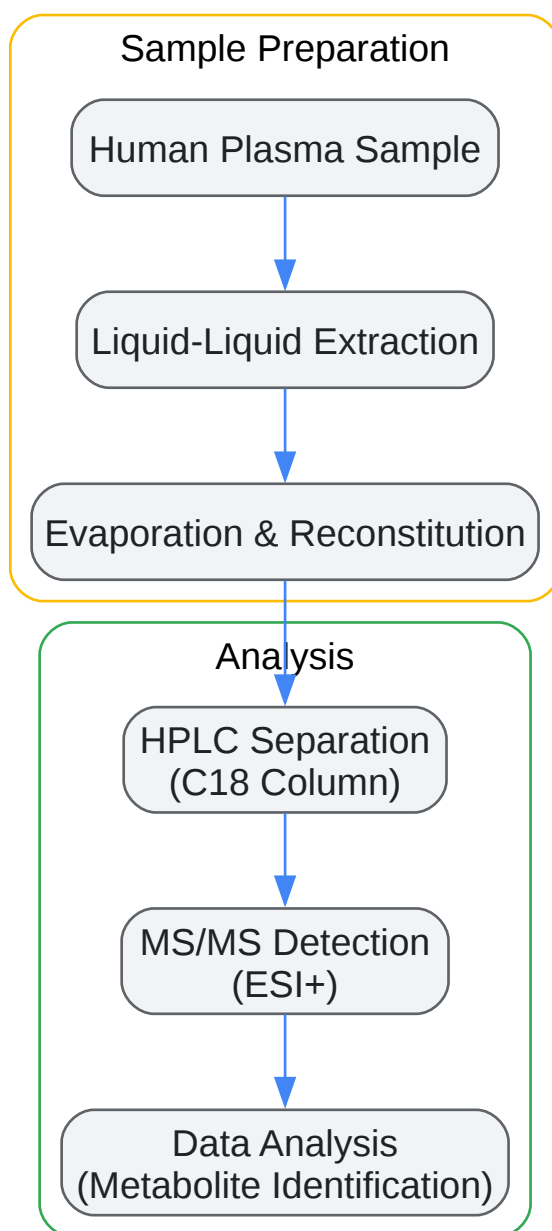 Sample Preparation
Human Plasma Sample
Liquid-Liquid Extraction
Evaporation & Reconstitution
Analysis
HPLC Separation
(C18 Column)
MS/MS Detection
(ESI+)
Data Analysis
(Metabolite Identification)